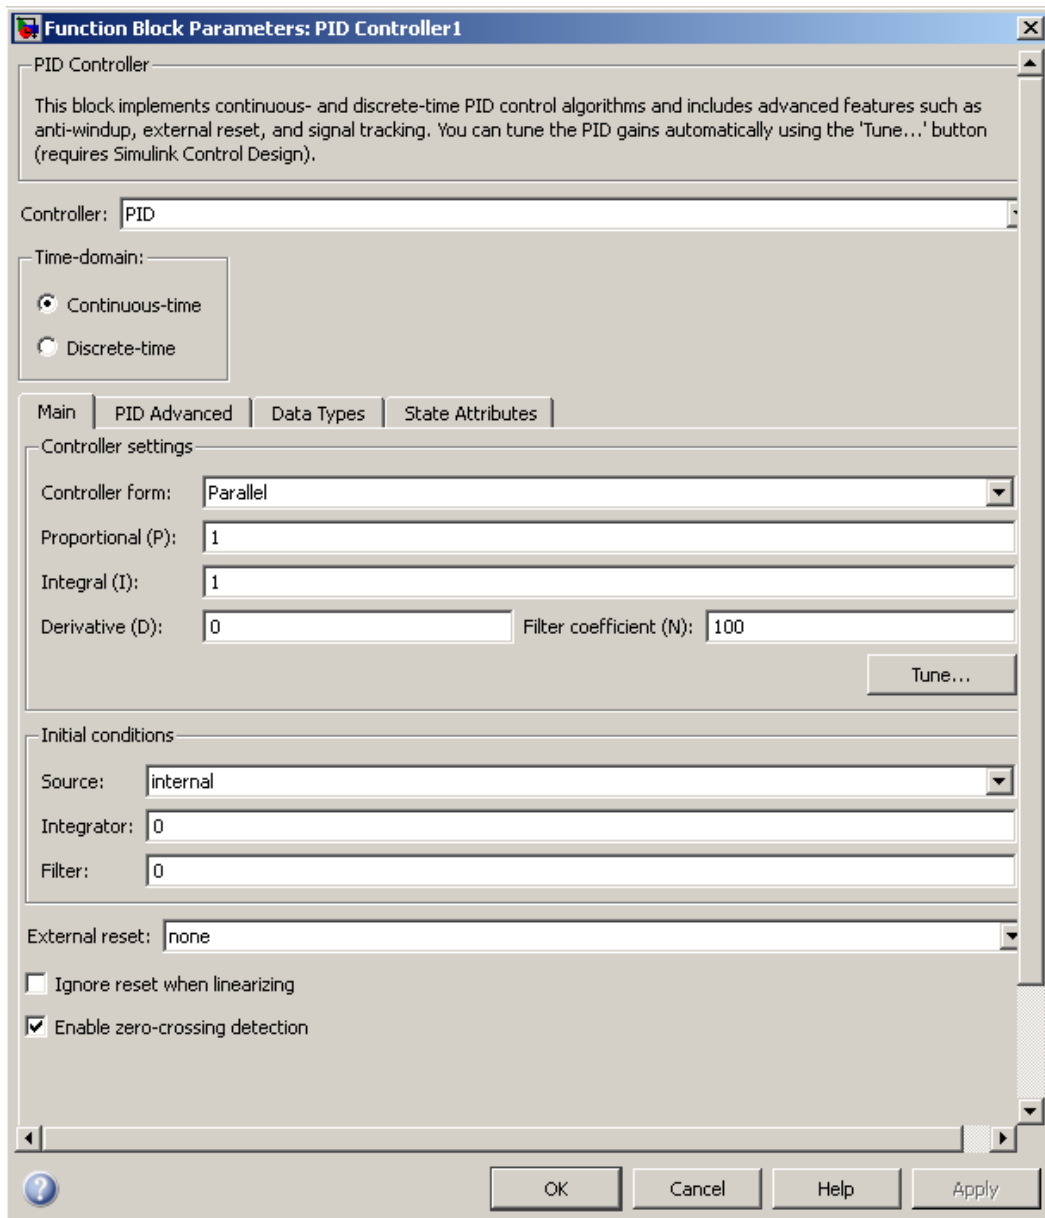 Function Block Parameters: PID Controller1
PID Controller
This block implements continuous- and discrete-time PID control algorithms and includes advanced features such as
anti-windup, external reset, and signal tracking. You can tune the PID gains automatically using the 'Tune...' button
(requires Simulink Control Design).
Controller: PID
Time-domain:
Continuous-time
Discrete-time
Main PID Advanced Data Types State Attributes
Controller settings
Controller form: Parallel
Proportional (P): 1
Integral (I): 1
Derivative (D): 0 Filter coefficient (N): 100
Tune...
Initial conditions
Source: internal
Integrator: 0
Filter: 0
External reset: none
Ignore reset when linearizing
Enable zero-crossing detection
? OK Cancel Help Apply